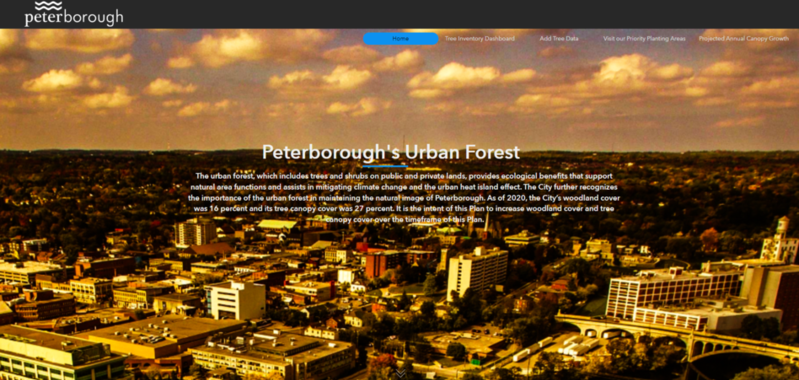 peterborough
Home
Tree Inventory Dashboard
Add Tree Data
Visit our Priority Planting Areas
Projected Annual Canopy Growth
Peterborough's Urban Forest
The urban forest, which includes trees and shrubs on public and private lands, provides ecological benefits that support
natural area functions and assists in mitigating climate change and the urban heat island effect. The City further recognizes
the importance of the urban forest in maintaining the natural image of Peterborough. As of 2020, the City's woodland cover
was 16 percent and its tree canopy cover was 27 percent. It is the intent of this Plan to increase woodland cover and tree
canopy cover over the timeframe of this Plan.